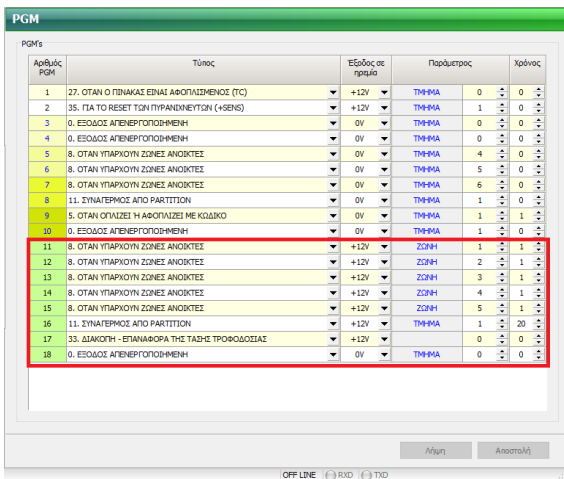 PGM
PGM's
Αριθμός PGM Τύπος Έξοδος σε ηρεμία Παράμετρος Χρόνος
1 27. ΟΤΑΝ Ο ΠΙΝΑΚΑΣ ΕΙΝΑΙ ΑΦΟΠΛΙΣΜΕΝΟΣ (TC) +12V ΤΜΗΜΑ 0 0
2 35. ΓΙΑ ΤΟ RESET ΤΩΝ ΠΥΡΑΝΙΧΝΕΥΤΩΝ (+SENS) +12V ΤΜΗΜΑ 1 0
3 0. ΕΞΟΔΟΣ ΑΠΕΝΕΡΓΟΠΟΙΗΜΕΝΗ 0V ΤΜΗΜΑ 0 0
4 0. ΕΞΟΔΟΣ ΑΠΕΝΕΡΓΟΠΟΙΗΜΕΝΗ 0V ΤΜΗΜΑ 0 0
5 8. ΟΤΑΝ ΥΠΑΡΧΟΥΝ ΖΩΝΕΣ ΑΝΟΙΚΤΕΣ 0V ΤΜΗΜΑ 4 0
6 8. ΟΤΑΝ ΥΠΑΡΧΟΥΝ ΖΩΝΕΣ ΑΝΟΙΚΤΕΣ 0V ΤΜΗΜΑ 5 0
7 8. ΟΤΑΝ ΥΠΑΡΧΟΥΝ ΖΩΝΕΣ ΑΝΟΙΚΤΕΣ 0V ΤΜΗΜΑ 6 0
8 11. ΣΥΝΑΓΕΡΜΟΣ ΑΠΟ PARTITION 0V ΤΜΗΜΑ 1 0
9 5. ΟΤΑΝ ΟΠΛΙΖΕΙ Ή ΑΦΟΠΛΙΖΕΙ ΜΕ ΚΩΔΙΚΟ 0V ΤΜΗΜΑ 1 1
10 0. ΕΞΟΔΟΣ ΑΠΕΝΕΡΓΟΠΟΙΗΜΕΝΗ 0V ΤΜΗΜΑ 1 0
11 8. ΟΤΑΝ ΥΠΑΡΧΟΥΝ ΖΩΝΕΣ ΑΝΟΙΚΤΕΣ +12V ΖΩΝΗ 1 1
12 8. ΟΤΑΝ ΥΠΑΡΧΟΥΝ ΖΩΝΕΣ ΑΝΟΙΚΤΕΣ +12V ΖΩΝΗ 2 1
13 8. ΟΤΑΝ ΥΠΑΡΧΟΥΝ ΖΩΝΕΣ ΑΝΟΙΚΤΕΣ +12V ΖΩΝΗ 3 1
14 8. ΟΤΑΝ ΥΠΑΡΧΟΥΝ ΖΩΝΕΣ ΑΝΟΙΚΤΕΣ +12V ΖΩΝΗ 4 1
15 8. ΟΤΑΝ ΥΠΑΡΧΟΥΝ ΖΩΝΕΣ ΑΝΟΙΚΤΕΣ +12V ΖΩΝΗ 5 1
16 11. ΣΥΝΑΓΕΡΜΟΣ ΑΠΟ PARTITION +12V ΤΜΗΜΑ 1 20
17 33. ΔΙΑΚΟΠΗ - ΕΠΑΝΑΦΟΡΑ ΤΗΣ ΤΑΣΗΣ ΤΡΟΦΟΔΟΣΙΑΣ +12V 0 0
18 0. ΕΞΟΔΟΣ ΑΠΕΝΕΡΓΟΠΟΙΗΜΕΝΗ 0V ΤΜΗΜΑ 0 0
Λήψη Αποστολή
OFF LINE RXD TXD